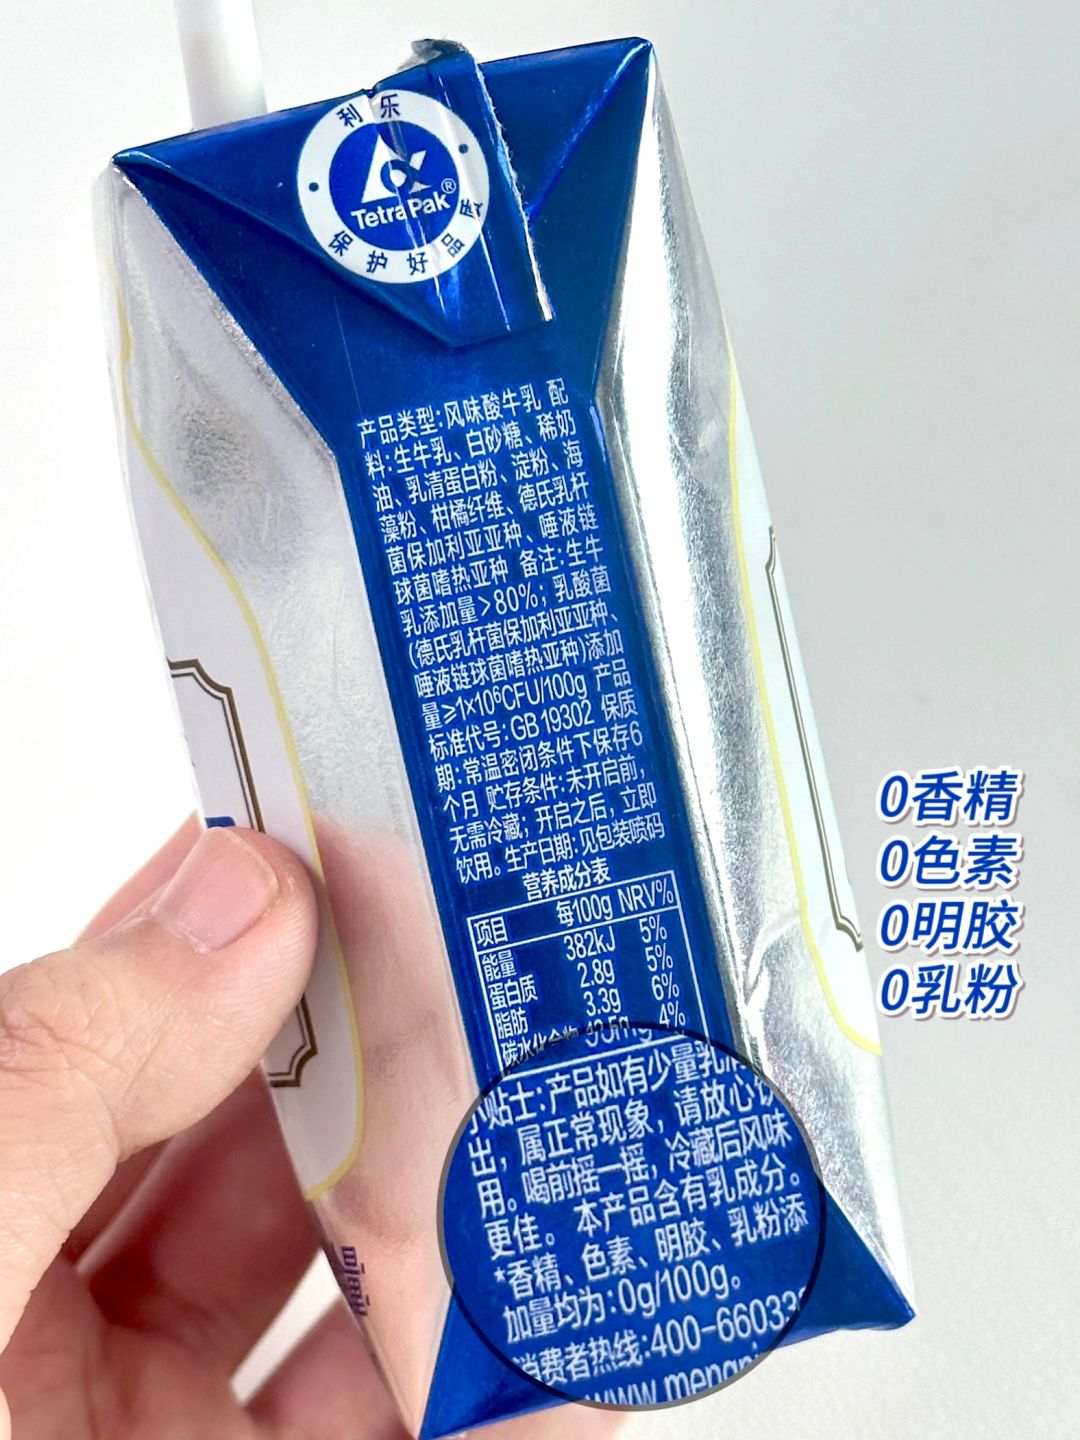 利乐
TetraPak®
保护好品质
产品类型:风味酸牛乳 配
料:生牛乳、白砂糖、稀奶
油、乳清蛋白粉、淀粉、海
藻粉、柑橘纤维、德氏乳杆
菌保加利亚亚种、唾液链
球菌嗜热亚种 备注:生牛
乳添加量>80%;乳酸菌
(德氏乳杆菌保加利亚亚种、
唾液链球菌嗜热亚种)添加
量≥1×10⁶CFU/100g 产品
标准代号:GB 19302 保质
期:常温密闭条件下保存6
个月 贮存条件:未开启前,
无需冷藏;开启之后,立即
饮用。生产日期:见包装喷码
营养成分表
项目 每100g NRV%
能量 382kJ 5%
蛋白质 2.8g 5%
脂肪 3.3g 6%
碳水化合物 4%
小贴士:产品如有少量乳清
出,属正常现象,请放心饮
用。喝前摇一摇,冷藏后风味
更佳。本产品含有乳成分。
*香精、色素、明胶、乳粉添
加量均为:0g/100g。
消费者热线:400-660333
www.mengni
0香精
0色素
0明胶
0乳粉